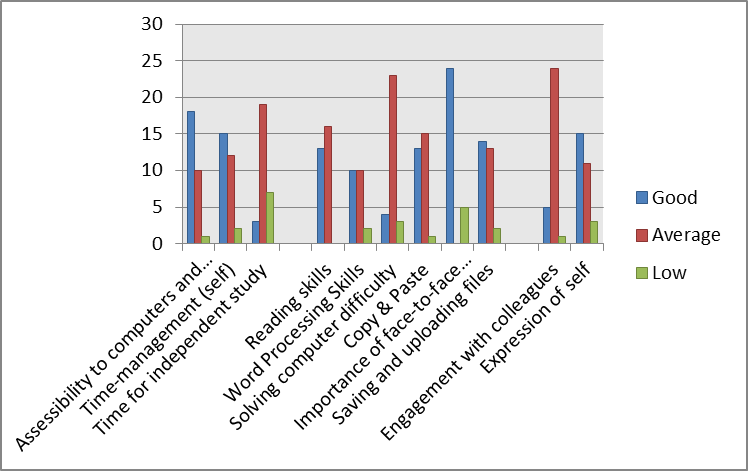 30
25
20
15
10
5
0
Good
Average
Low
Assessibility to computers and...
Time-management (self)
Time for independent study
Reading skills
Word Processing Skills
Solving computer difficulty
Copy & Paste
Importance of face-to-face...
Saving and uploading files
Engagement with colleagues
Expression of self